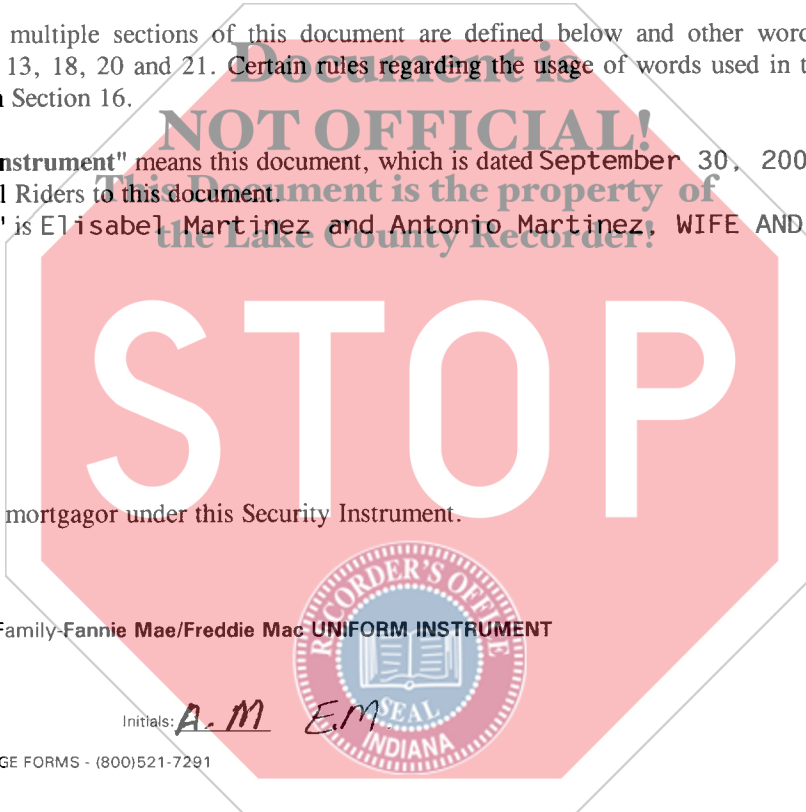 multiple sections of this document are defined below and other
13, 18, 20 and 21. Certain rules regarding the usage of words used in
Section 16.
Document is
NOT OFFICIAL!
This Document is the property of
the Lake County Recorder!
nstrument" means this document, which is dated September 30, 200
Riders to this document.
" is Elisabel Martinez and Antonio Martinez, WIFE AND
STOP
mortgagor under this Security Instrument.
Family-Fannie Mae/Freddie Mac UNIFORM INSTRUMENT
RECORDER'S OFFICE
SEAL
INDIANA
Initials: A.M E.M.
GE FORMS - (800)521-7291